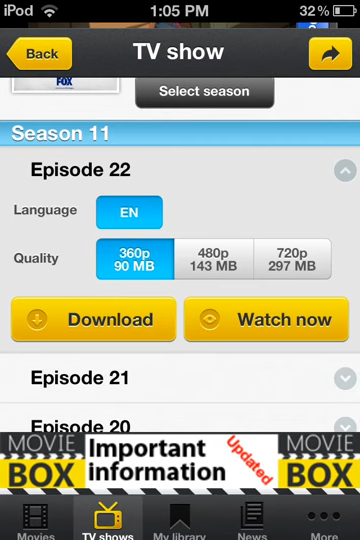 iPod 1:05 PM 32%
Back TV show
FOX
Select season
Season 11
Episode 22
Language EN
Quality 360p 480p 720p
90 MB 143 MB 297 MB
Download Watch now
Episode 21
Episode 20
MOVIE Important Updated MOVIE
BOX information BOX
Movies TV shows My library News More